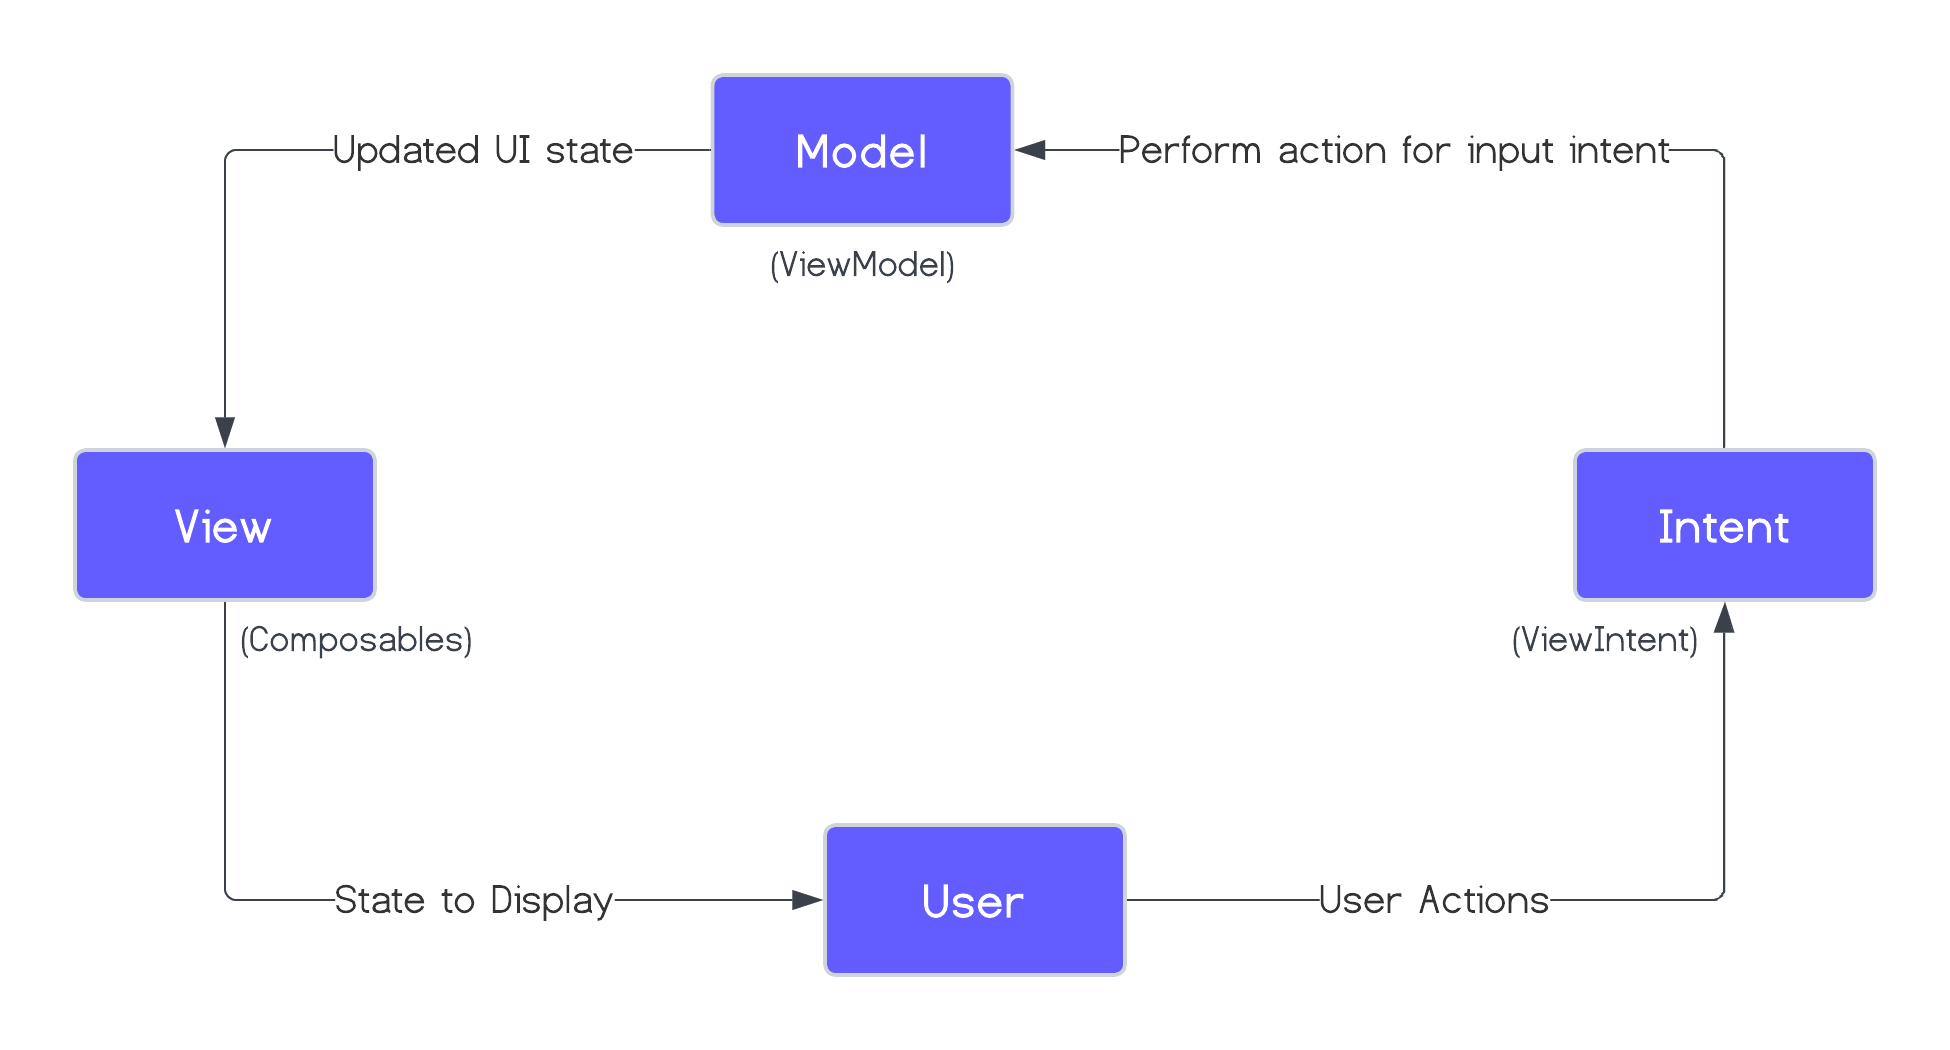 Model
Updated UI state
Perform action for input intent
(ViewModel)
View
Intent
(Composables)
(ViewIntent)
User
State to Display
User Actions